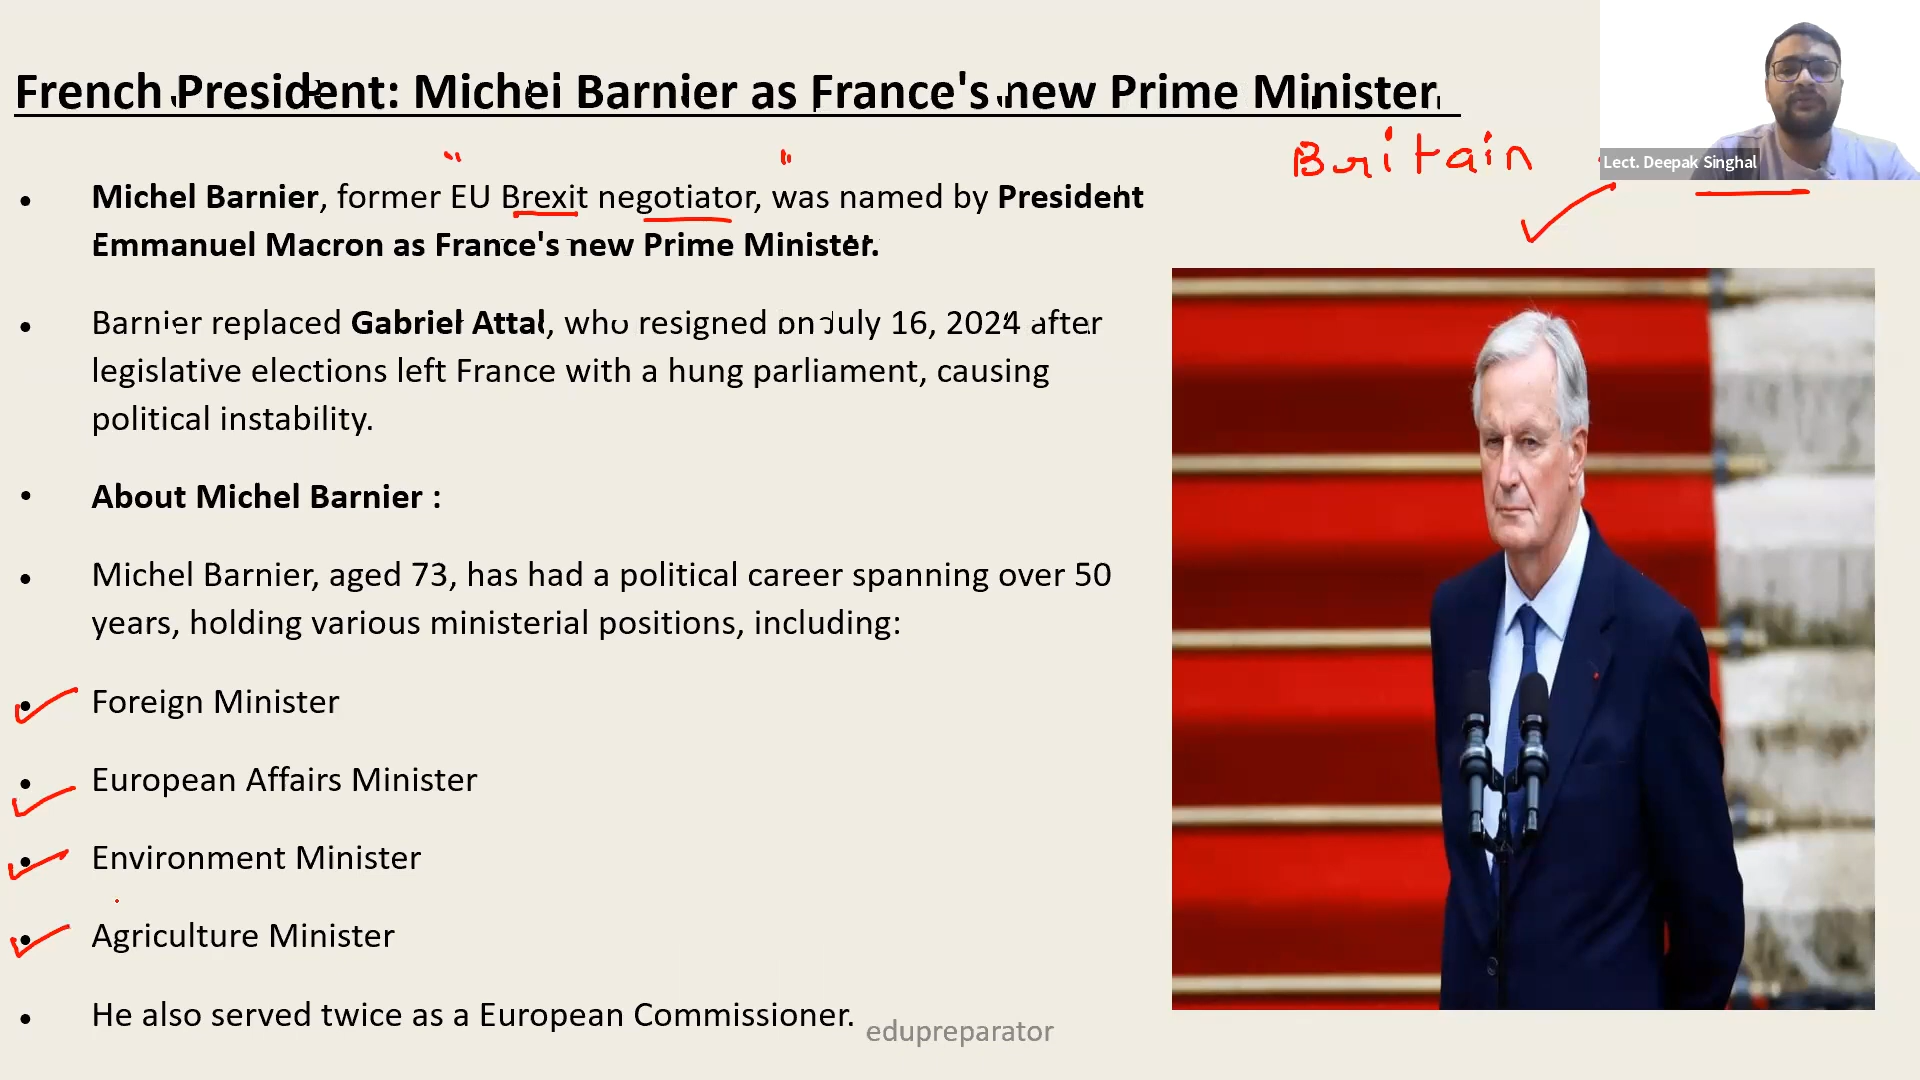 French President: Michel Barnier as France's new Prime Minister
Britain
Lect. Deepak Singhal
• Michel Barnier, former EU Brexit negotiator, was named by President
Emmanuel Macron as France's new Prime Minister.
• Barnier replaced Gabriel Attal, who resigned on July 16, 2024 after
legislative elections left France with a hung parliament, causing
political instability.
• About Michel Barnier :
• Michel Barnier, aged 73, has had a political career spanning over 50
years, holding various ministerial positions, including:
• Foreign Minister
• European Affairs Minister
• Environment Minister
• Agriculture Minister
• He also served twice as a European Commissioner.
edupreparator